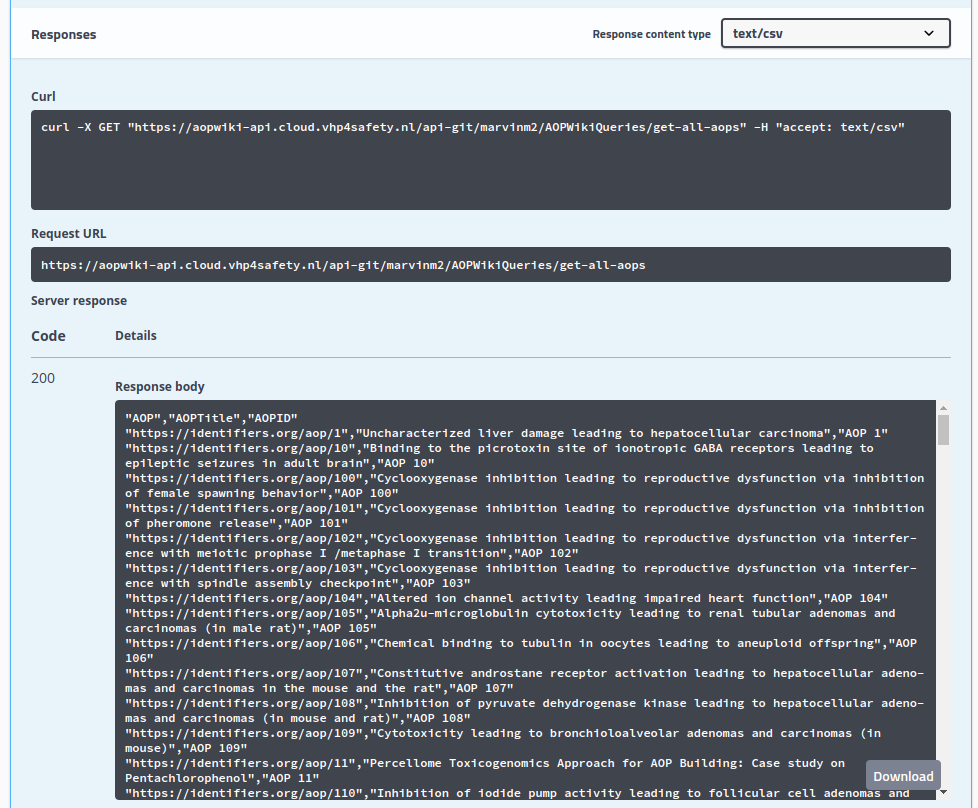 Responses
Response content type
text/csv
Curl
curl -X GET "https://aopwiki-api.cloud.vhp4safety.nl/api-git/marvinm2/AOPWikiQueries/get-all-aops" -H "accept: text/csv"
Request URL
https://aopwiki-api.cloud.vhp4safety.nl/api-git/marvinm2/AOPWikiQueries/get-all-aops
Server response
Code Details
200
Response body
"AOP","AOPTitle","AOPID"
"https://identifiers.org/aop/1","Uncharacterized liver damage leading to hepatocellular carcinoma","AOP 1"
"https://identifiers.org/aop/10","Binding to the picrotoxin site of ionotropic GABA receptors leading to
epileptic seizures in adult brain","AOP 10"
"https://identifiers.org/aop/100","Cyclooxygenase inhibition leading to reproductive dysfunction via inhibition
of female spawning behavior","AOP 100"
"https://identifiers.org/aop/101","Cyclooxygenase inhibition leading to reproductive dysfunction via inhibition
of pheromone release","AOP 101"
"https://identifiers.org/aop/102","Cyclooxygenase inhibition leading to reproductive dysfunction via interfer-
ence with meiotic prophase I /metaphase I transition","AOP 102"
"https://identifiers.org/aop/103","Cyclooxygenase inhibition leading to reproductive dysfunction via interfer-
ence with spindle assembly checkpoint","AOP 103"
"https://identifiers.org/aop/104","Altered ion channel activity leading impaired heart function","AOP 104"
"https://identifiers.org/aop/105","Alpha2u-microglobulin cytotoxicity leading to renal tubular adenomas and
carcinomas (in male rat)","AOP 105"
"https://identifiers.org/aop/106","Chemical binding to tubulin in oocytes leading to aneuploid offspring","AOP
106"
"https://identifiers.org/aop/107","Constitutive androstane receptor activation leading to hepatocellular adeno-
mas and carcinomas in the mouse and the rat","AOP 107"
"https://identifiers.org/aop/108","Inhibition of pyruvate dehydrogenase kinase leading to hepatocellular adeno-
mas and carcinomas (in mouse and rat)","AOP 108"
"https://identifiers.org/aop/109","Cytotoxicity leading to bronchioloalveolar adenomas and carcinomas (in
mouse)","AOP 109"
"https://identifiers.org/aop/11","Percellome Toxicogenomics Approach for AOP Building: Case study on
Pentachlorophenol","AOP 11"
"https://identifiers.org/aop/110","Inhibition of iodide pump activity leading to follicular cell adenomas and
Download